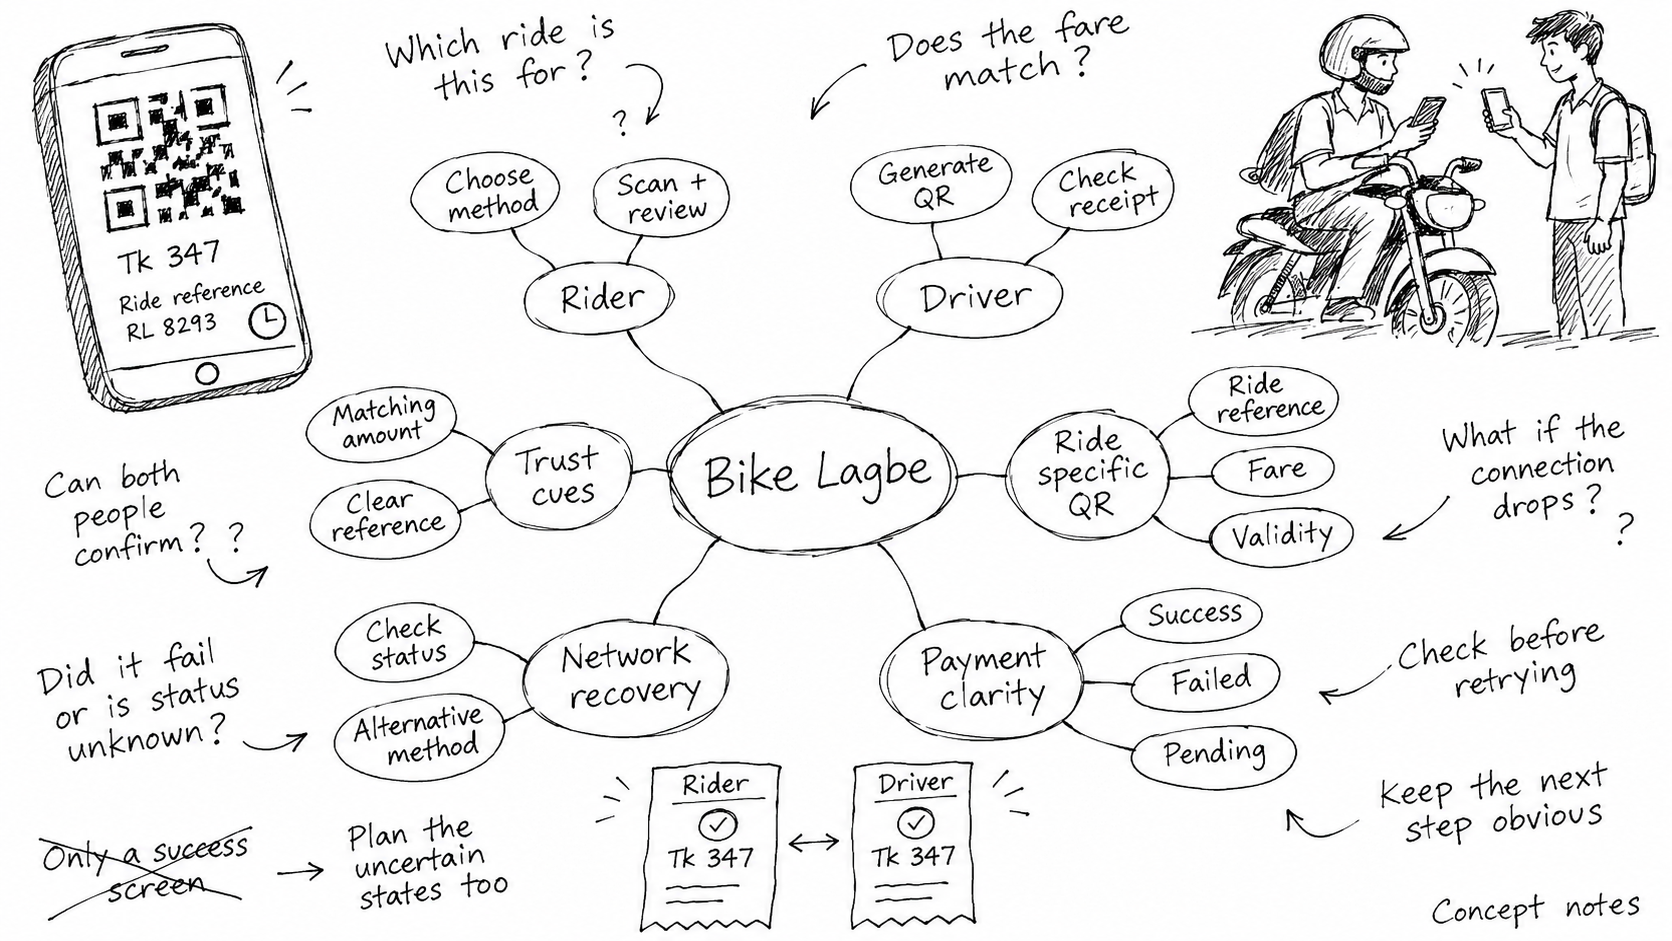 Which ride is
this for?
?
Does the fare
match?
Tk 347
Ride reference
RL 8293
Choose
method
Scan +
review
Rider
Generate
QR
Check
receipt
Driver
Matching
amount
Clear
reference
Trust
cues
Bike Lagbe
Ride
specific
QR
Ride
reference
Fare
Validity
Can both
people
confirm? ?
What if the
connection
drops?
?
Check
status
Alternative
method
Network
recovery
Payment
clarity
Success
Failed
Pending
Did it fail
or is status
unknown?
Check before
retrying
Keep the next
step obvious
Only a success
screen
Plan the
uncertain
states too
Rider
Tk 347
Driver
Tk 347
Concept notes